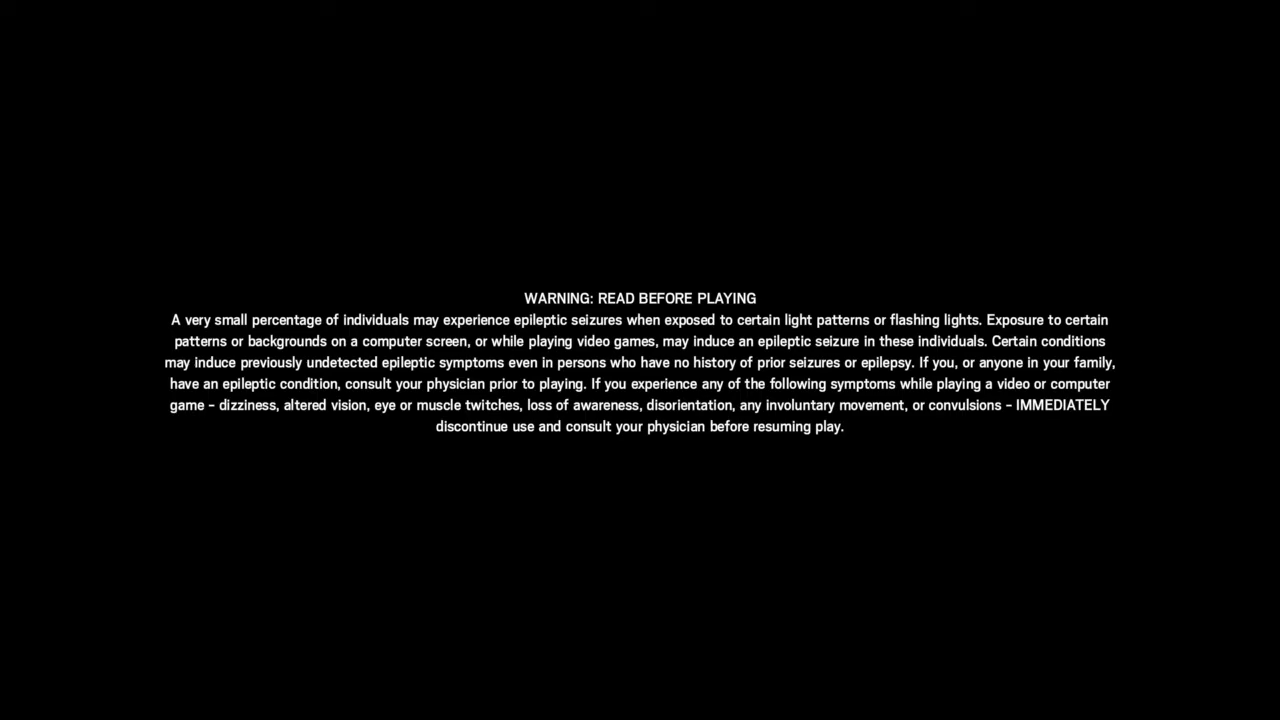 WARNING: READ BEFORE PLAYING
A very small percentage of individuals may experience epileptic seizures when exposed to certain light patterns or flashing lights. Exposure to certain
patterns or backgrounds on a computer screen, or while playing video games, may induce an epileptic seizure in these individuals. Certain conditions
may induce previously undetected epileptic symptoms even in persons who have no history of prior seizures or epilepsy. If you, or anyone in your family,
have an epileptic condition, consult your physician prior to playing. If you experience any of the following symptoms while playing a video or computer
game - dizziness, altered vision, eye or muscle twitches, loss of awareness, disorientation, any involuntary movement, or convulsions - IMMEDIATELY
discontinue use and consult your physician before resuming play.